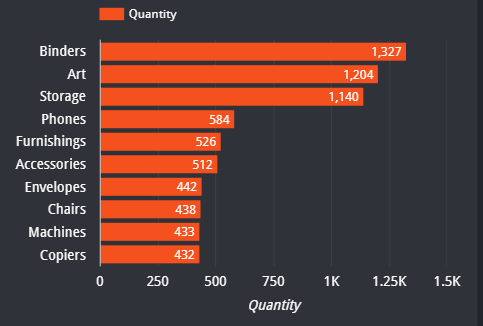 Quantity
Binders 1,327
Art 1,204
Storage 1,140
Phones 584
Furnishings 526
Accessories 512
Envelopes 442
Chairs 438
Machines 433
Copiers 432
0 250 500 750 1K 1.25K 1.5K
Quantity